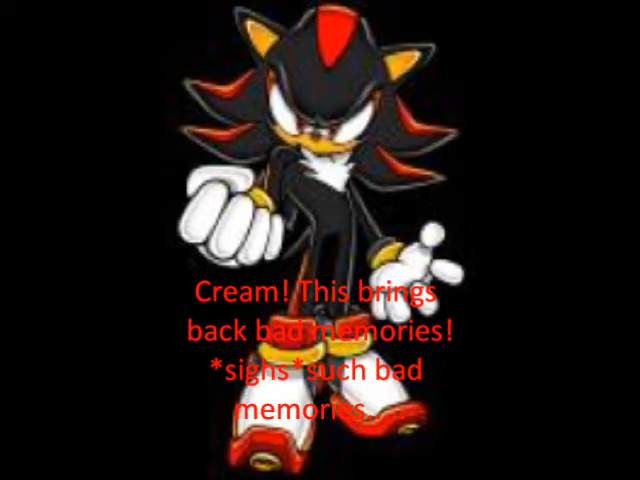 Cream! This brings
back bad memories!
*sighs*such bad
memories.....